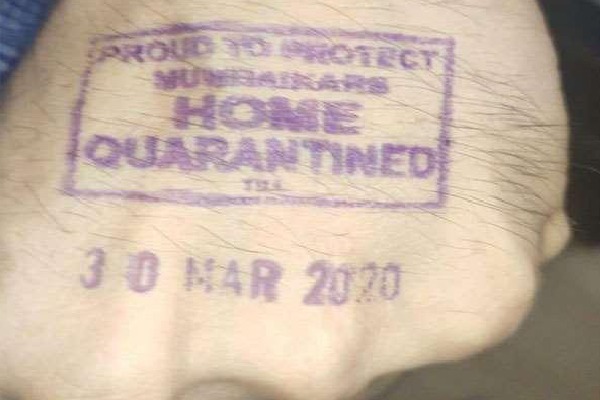 PROUD TO PROTECT
MUMBAIKARS
HOME
QUARANTINED
TILL
30 MAR 2020